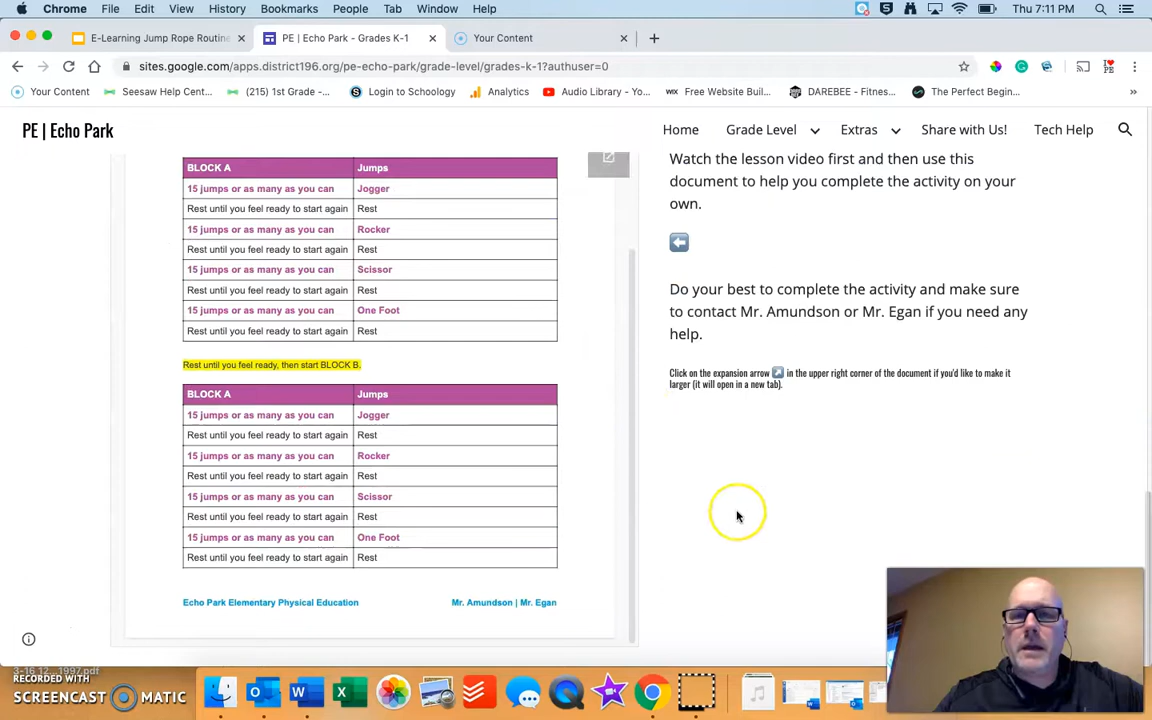 Chrome File Edit View History Bookmarks People Tab Window Help Thu 7:11 PM
E-Learning Jump Rope Routine PE | Echo Park - Grades K-1 Your Content
sites.google.com/apps.district196.org/pe-echo-park/grade-level/grades-k-1?authuser=0
Your Content Seesaw Help Cent... (215) 1st Grade -... Login to Schoology Analytics Audio Library - Yo... WIX Free Website Buil... DAREBEE - Fitnes... The Perfect Begin... »
PE | Echo Park Home Grade Level Extras Share with Us! Tech Help
BLOCK A Jumps
15 jumps or as many as you can Jogger
Rest until you feel ready to start again Rest
15 jumps or as many as you can Rocker
Rest until you feel ready to start again Rest
15 jumps or as many as you can Scissor
Rest until you feel ready to start again Rest
15 jumps or as many as you can One Foot
Rest until you feel ready to start again Rest
Rest until you feel ready, then start BLOCK B.
BLOCK A Jumps
15 jumps or as many as you can Jogger
Rest until you feel ready to start again Rest
15 jumps or as many as you can Rocker
Rest until you feel ready to start again Rest
15 jumps or as many as you can Scissor
Rest until you feel ready to start again Rest
15 jumps or as many as you can One Foot
Rest until you feel ready to start again Rest
Echo Park Elementary Physical Education Mr. Amundson | Mr. Egan
Watch the lesson video first and then use this
document to help you complete the activity on your
own.
Do your best to complete the activity and make sure
to contact Mr. Amundson or Mr. Egan if you need any
help.
Click on the expansion arrow in the upper right corner of the document if you'd like to make it
larger (it will open in a new tab).
3-16 12, 1997.pdf
RECORDED WITH
SCREENCAST MATIC